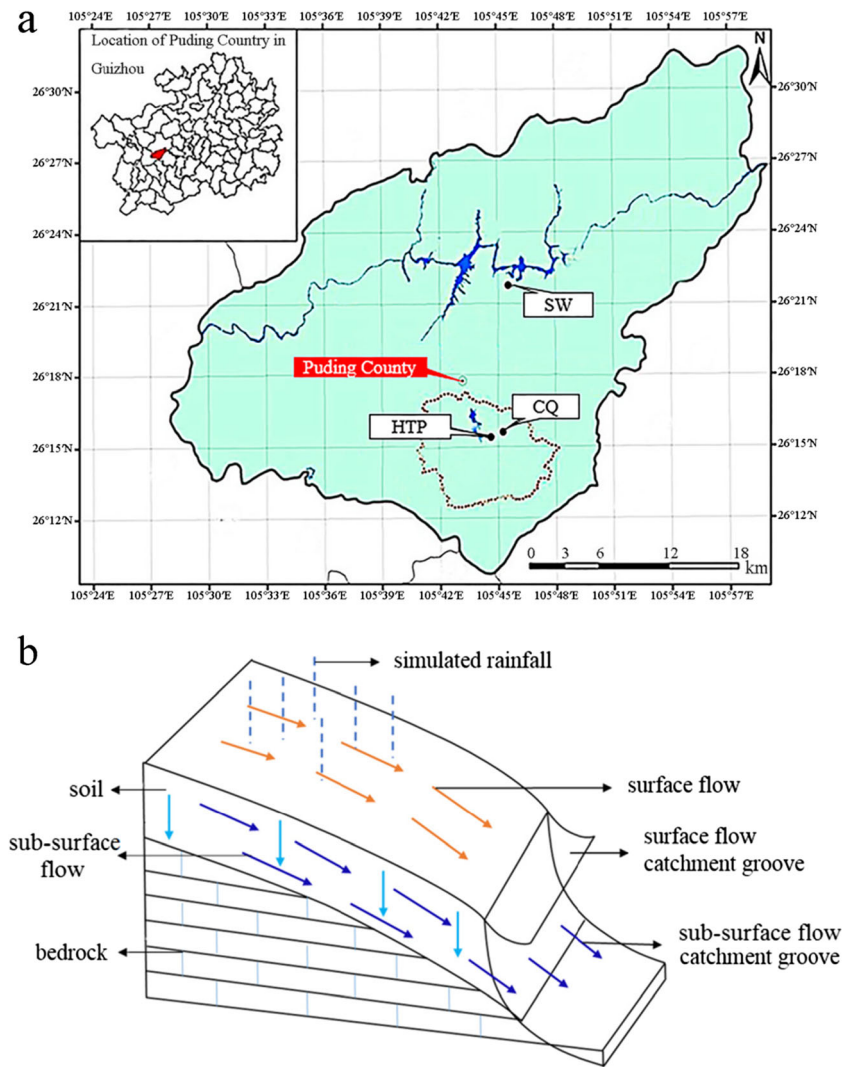 a
105°24′E 105°27′E 105°30′E 105°33′E 105°36′E 105°39′E 105°42′E 105°45′E 105°48′E 105°51′E 105°54′E 105°57′E
Location of Puding Country in
Guizhou
N
26°30′N 26°30′N
26°27′N 26°27′N
26°24′N 26°24′N
26°21′N 26°21′N
SW
26°18′N 26°18′N
Puding County
CQ
HTP
26°15′N 26°15′N
26°12′N 26°12′N
0 3 6 12 18
km
105°24′E 105°27′E 105°30′E 105°33′E 105°36′E 105°39′E 105°42′E 105°45′E 105°48′E 105°51′E 105°54′E 105°57′E
b
simulated rainfall
soil
surface flow
sub-surface
flow
surface flow
catchment groove
bedrock
sub-surface flow
catchment groove